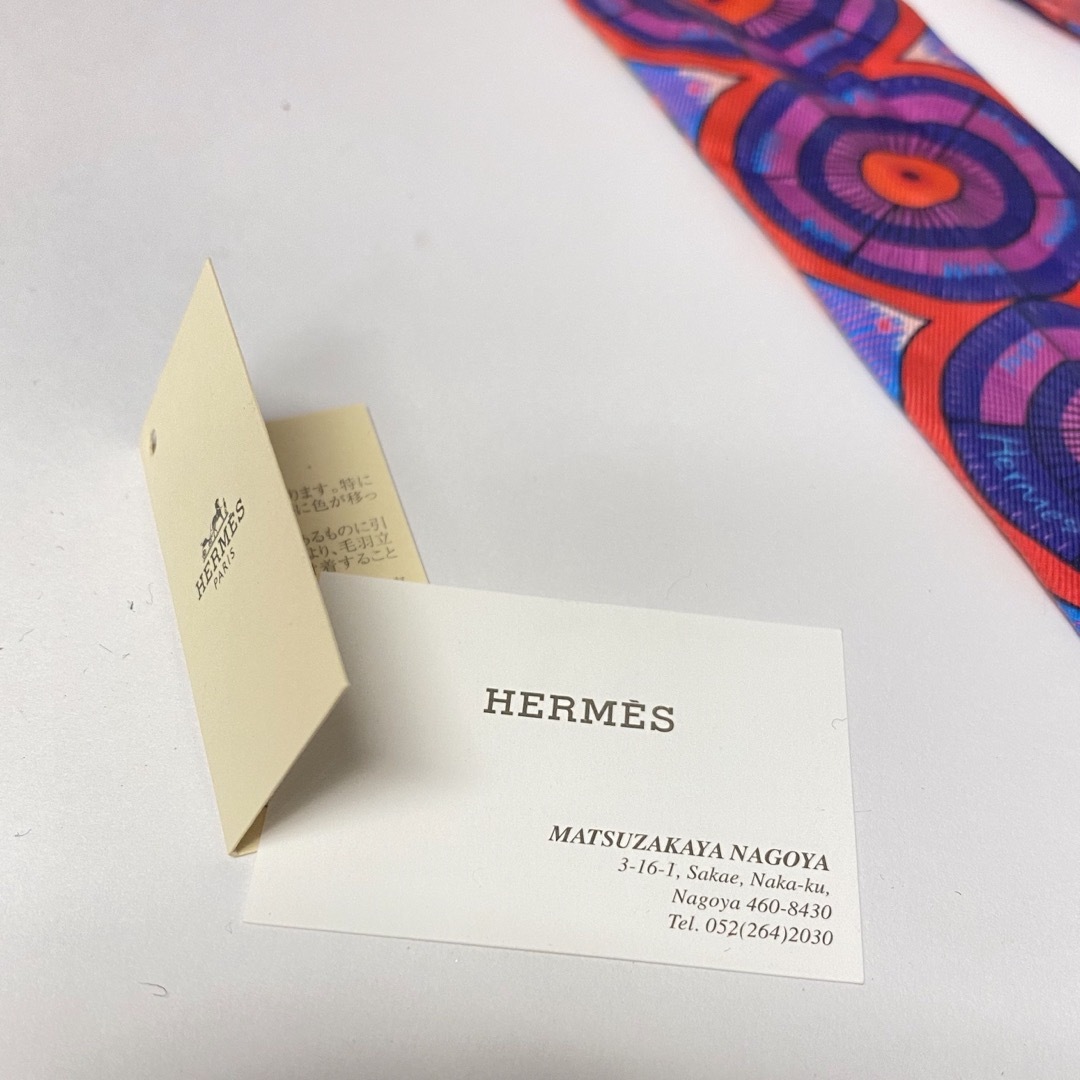 HERMÈS
PARIS
ります。特に
に色が移っ
るものに引
より、毛羽立
着すること
HERMÈS
MATSUZAKAYA NAGOYA
3-16-1, Sakae, Naka-ku,
Nagoya 460-8430
Tel. 052(264)2030
Hermès